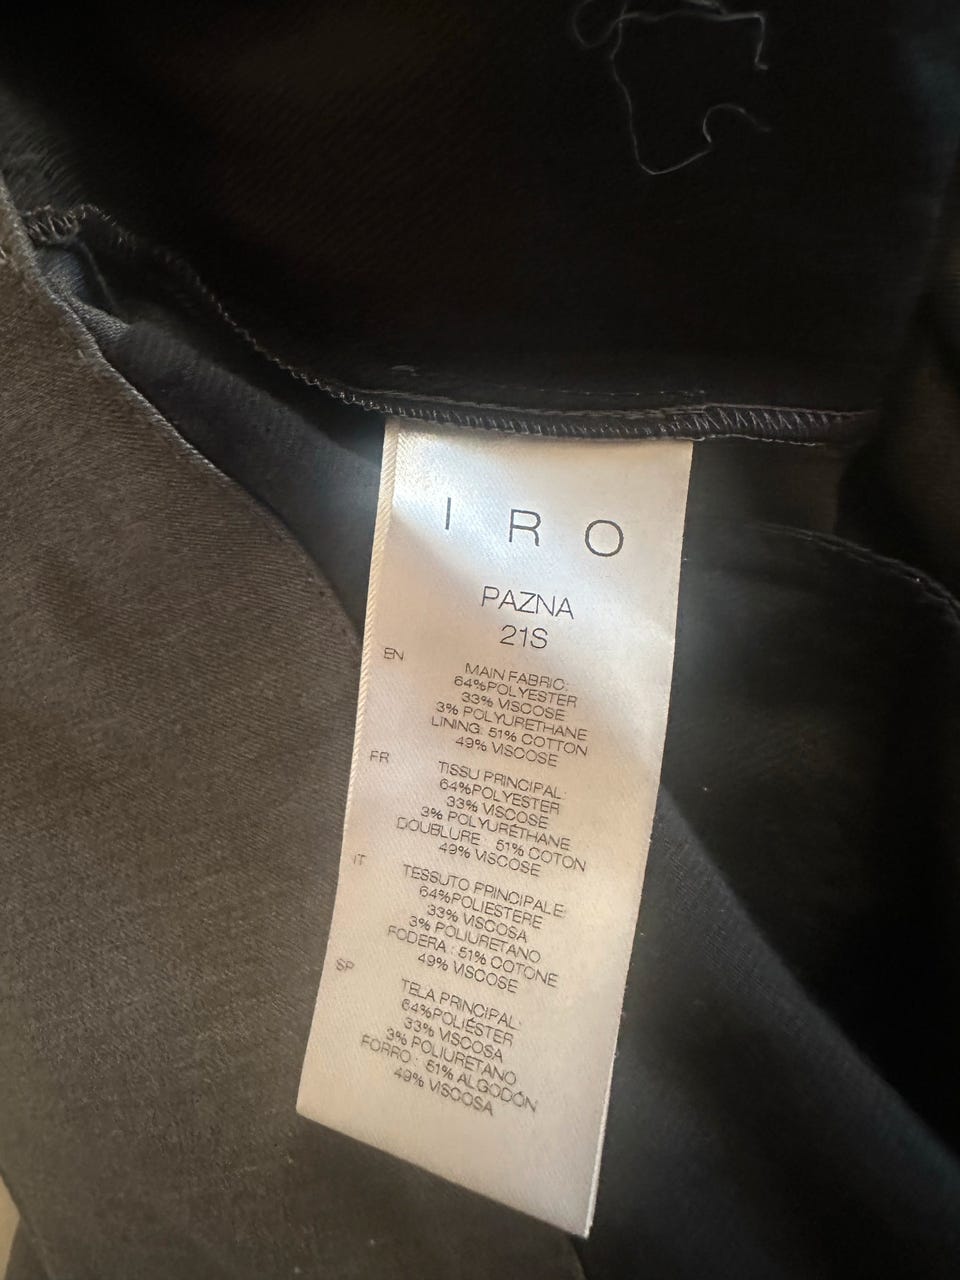 I R O
PAZNA
21S
EN
MAIN FABRIC:
64%POLYESTER
33% VISCOSE
3% POLYURETHANE
LINING: 51% COTTON
49% VISCOSE
FR
TISSU PRINCIPAL:
64%POLYESTER
33% VISCOSE
3% POLYURÉTHANE
DOUBLURE : 51% COTON
49% VISCOSE
IT
TESSUTO PRINCIPALE:
64%POLIESTERE
33% VISCOSA
3% POLIURETANO
FODERA : 51% COTONE
49% VISCOSE
SP
TELA PRINCIPAL:
64%POLIÉSTER
33% VISCOSA
3% POLIURETANO
FORRO : 51% ALGODÓN
49% VISCOSA